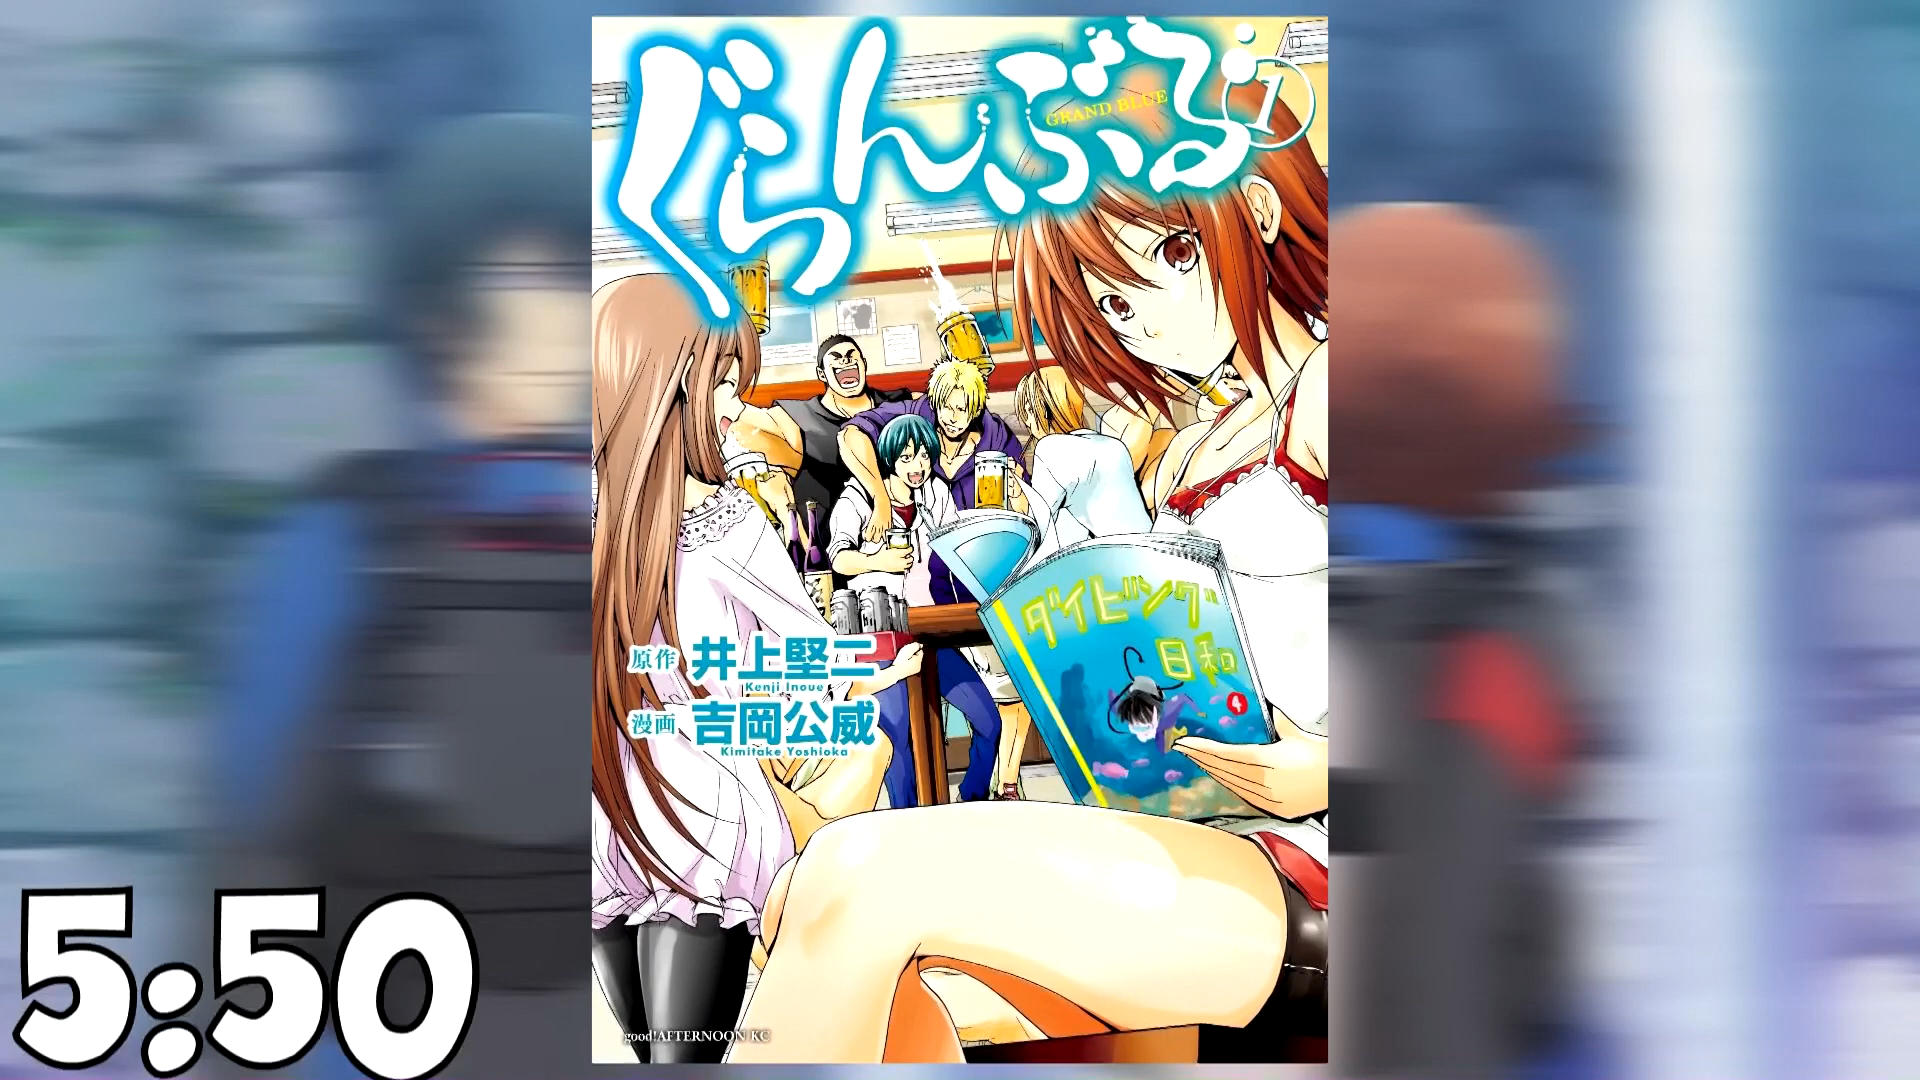 ぐらんぶる
GRAND BLUE
1
ダイビング
日和
4
原作 井上堅二
Kenji Inoue
漫画 吉岡公威
Kimitake Yoshioka
5:50
good!AFTERNOON KC